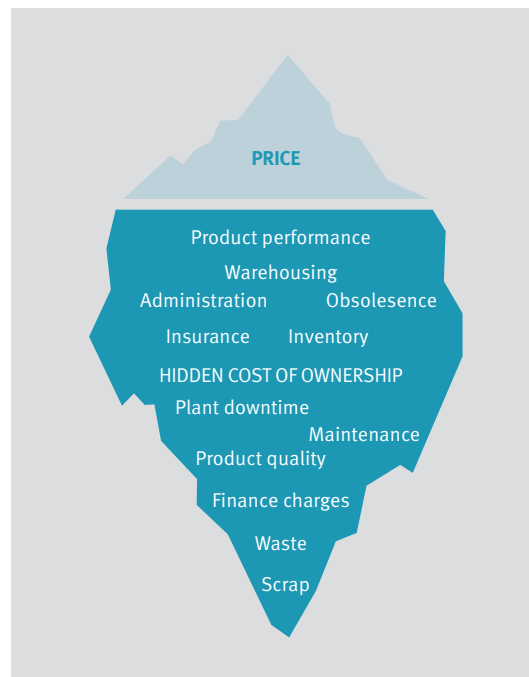 PRICE
Product performance
Warehousing
Administration Obsolesence
Insurance Inventory
HIDDEN COST OF OWNERSHIP
Plant downtime
Maintenance
Product quality
Finance charges
Waste
Scrap